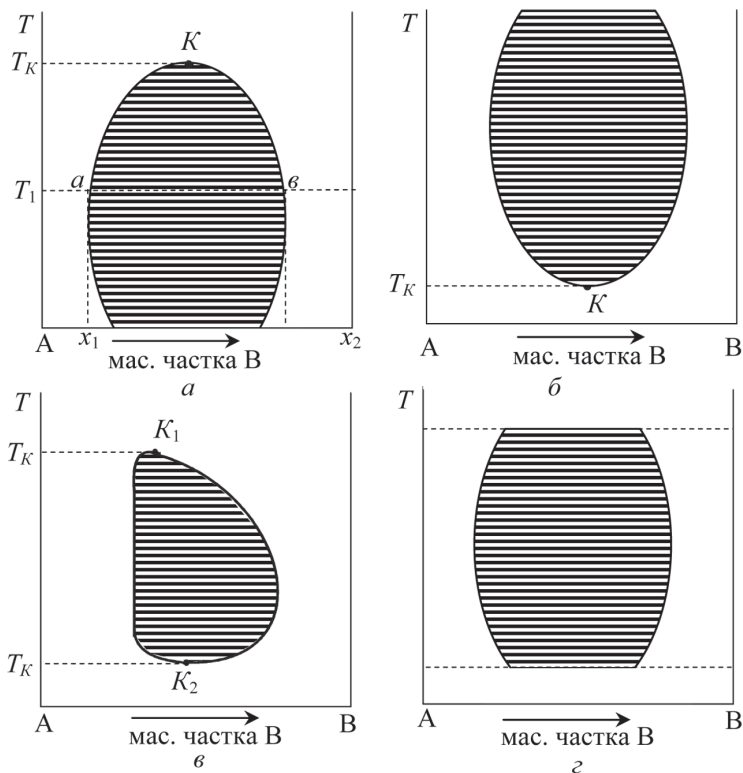 T
T_K
K
T_1
a
в
A
x_1
x_2
мас. частка В
а
T
T_K
K
A
B
мас. частка В
б
T
T_K
K_1
T_K
K_2
A
B
мас. частка В
в
T
A
B
мас. частка В
г